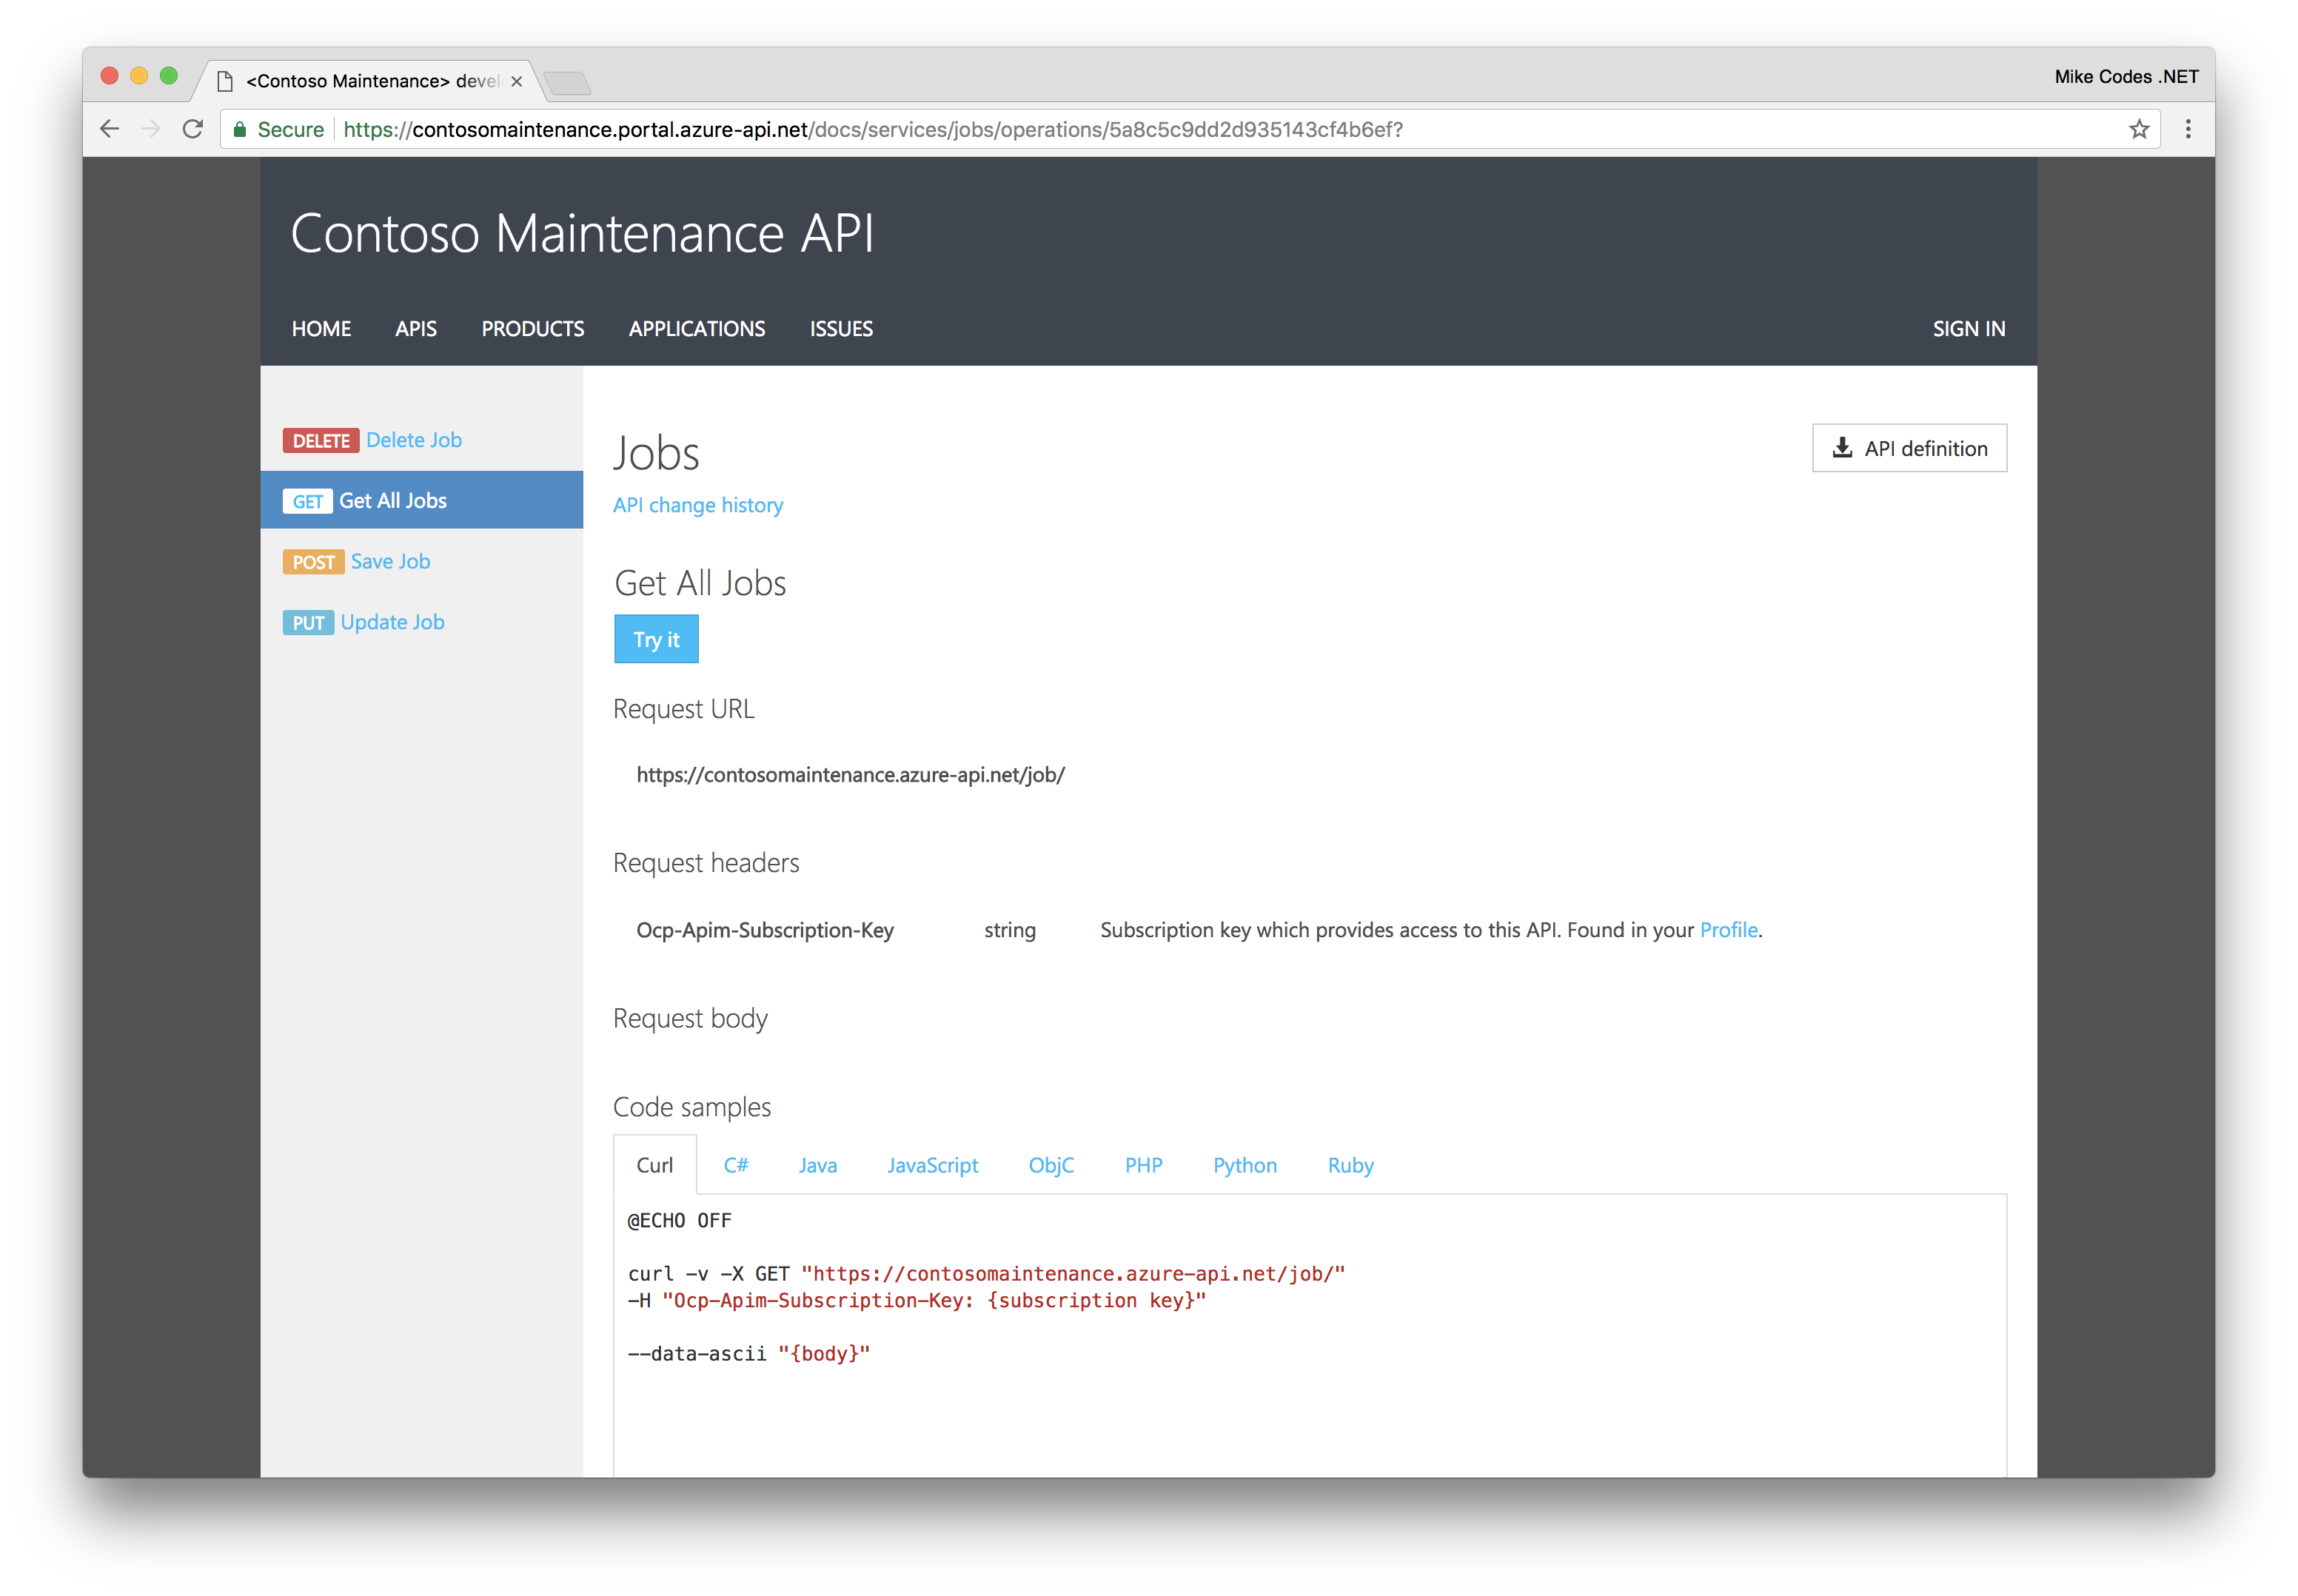 <Contoso Maintenance> devel
Mike Codes .NET
Secure https://contosomaintenance.portal.azure-api.net/docs/services/jobs/operations/5a8c5c9dd2d935143cf4b6ef?
Contoso Maintenance API
HOME APIS PRODUCTS APPLICATIONS ISSUES SIGN IN
DELETE Delete Job
GET Get All Jobs
POST Save Job
PUT Update Job
Jobs
API definition
API change history
Get All Jobs
Try it
Request URL
https://contosomaintenance.azure-api.net/job/
Request headers
Ocp-Apim-Subscription-Key string Subscription key which provides access to this API. Found in your Profile.
Request body
Code samples
Curl C# Java JavaScript ObjC PHP Python Ruby
@ECHO OFF
curl -v -X GET "https://contosomaintenance.azure-api.net/job/"
-H "Ocp-Apim-Subscription-Key: {subscription key}"
--data-ascii "{body}"